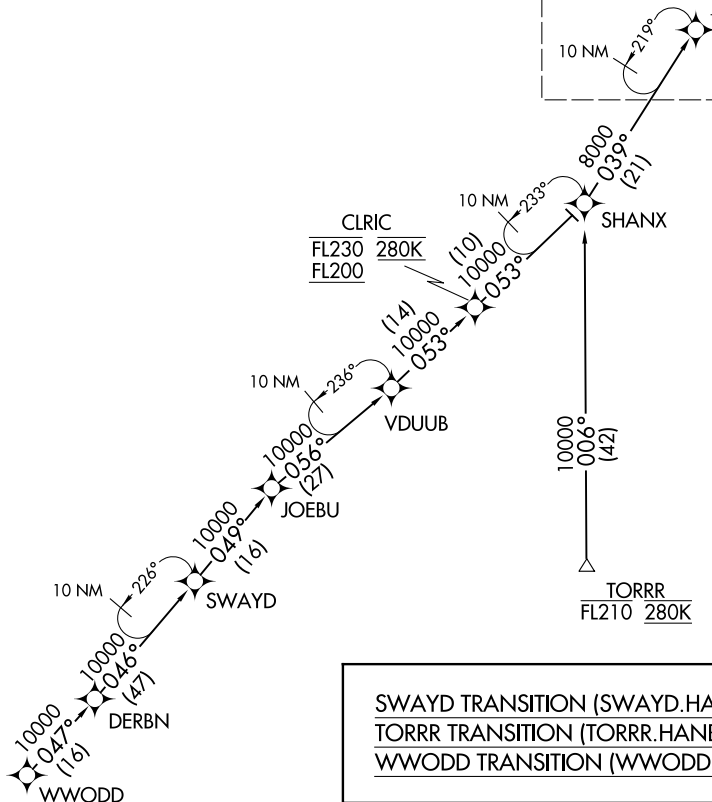 219°
10 NM
8000
039°
(21)
10 NM
233°
SHANX
CLRIC
FL230 280K
FL200
(10)
10000
053°
(14)
10000
053°
10 NM
236°
VDUUB
10000
056°
(27)
JOEBU
10000
006°
(42)
10000
049°
(16)
10 NM
226°
SWAYD
TORRR
FL210 280K
10000
046°
(47)
DERBN
10000
047°
(16)
WWODD
SWAYD TRANSITION (SWAYD.HA
TORRR TRANSITION (TORRR.HAN
WWODD TRANSITION (WWODD